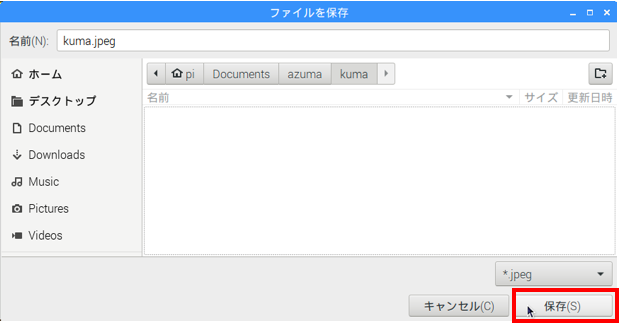 ファイルを保存
名前(N): kuma.jpeg
ホーム
pi Documents azuma kuma
デスクトップ
名前 サイズ 更新日時
Documents
Downloads
Music
Pictures
Videos
*.jpeg
キャンセル(C) 保存(S)